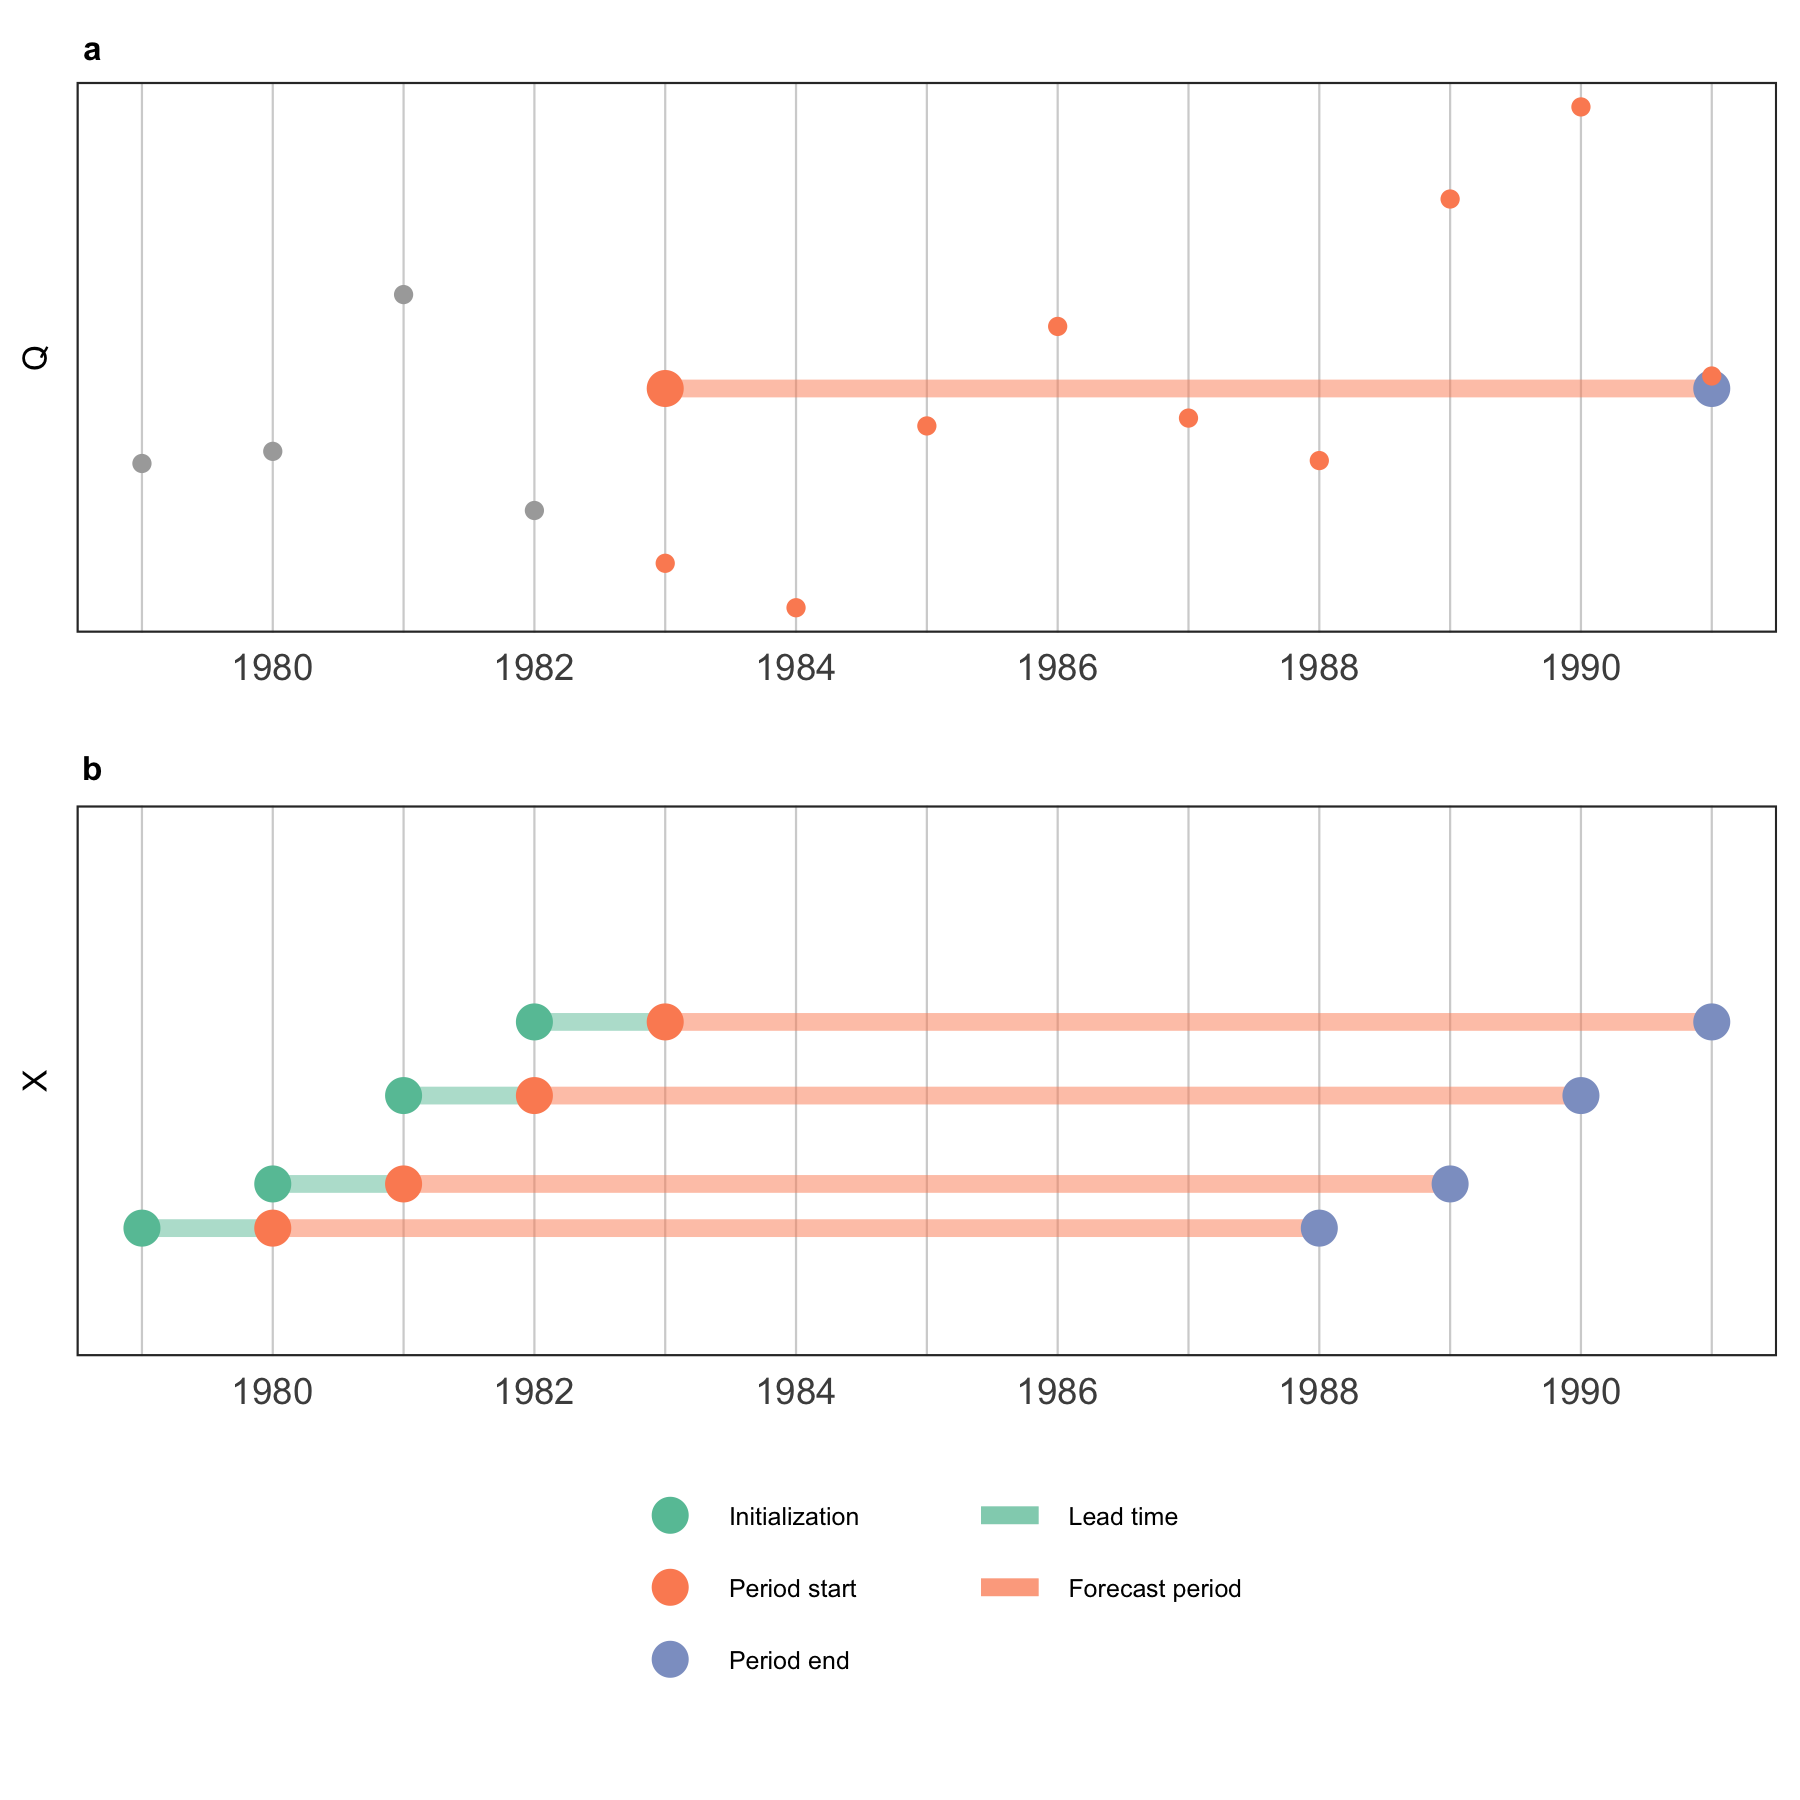 a
Q
1980 1982 1984 1986 1988 1990
b
X
1980 1982 1984 1986 1988 1990
Initialization
Lead time
Period start
Forecast period
Period end